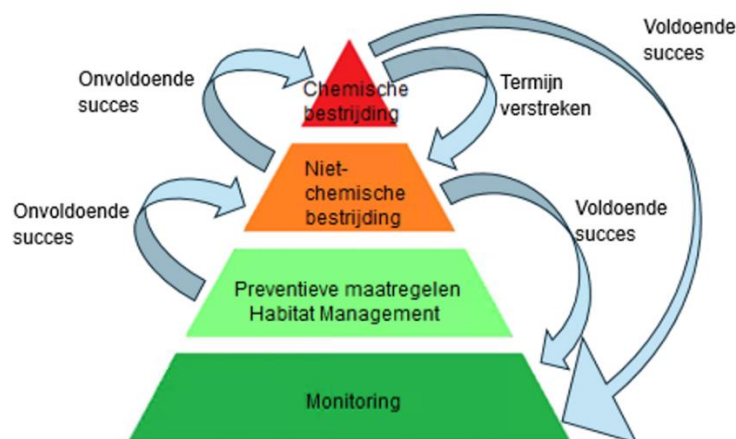 Voldoende
succes
Onvoldoende
succes
Chemische
bestrijding
Termijn
verstreken
Niet-
chemische
bestrijding
Onvoldoende
succes
Voldoende
succes
Preventieve maatregelen
Habitat Management
Monitoring